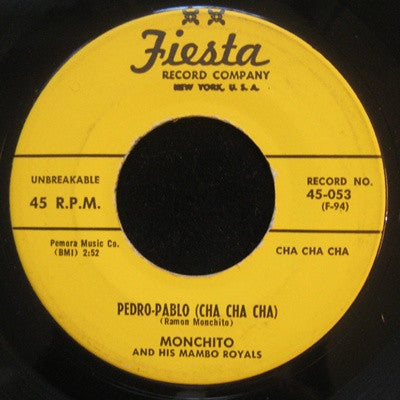 Fiesta
RECORD COMPANY
NEW YORK, U. S. A.
UNBREAKABLE
45 R.P.M.
RECORD NO.
45-053
(F-94)
Pemora Music Co.
(BMI) 2:52
CHA CHA CHA
PEDRO-PABLO (CHA CHA CHA)
(Ramon Monchito)
MONCHITO
AND HIS MAMBO ROYALS